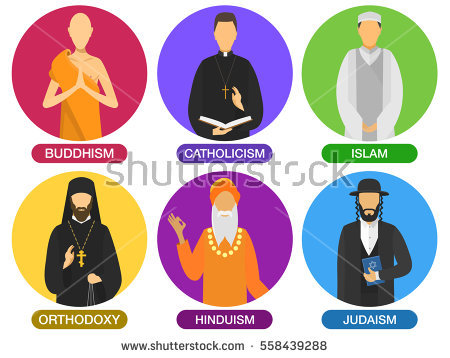 BUDDHISM
CATHOLICISM
ISLAM
shutterstock
ORTHODOXY
HINDUISM
JUDAISM
www.shutterstock.com · 558439288